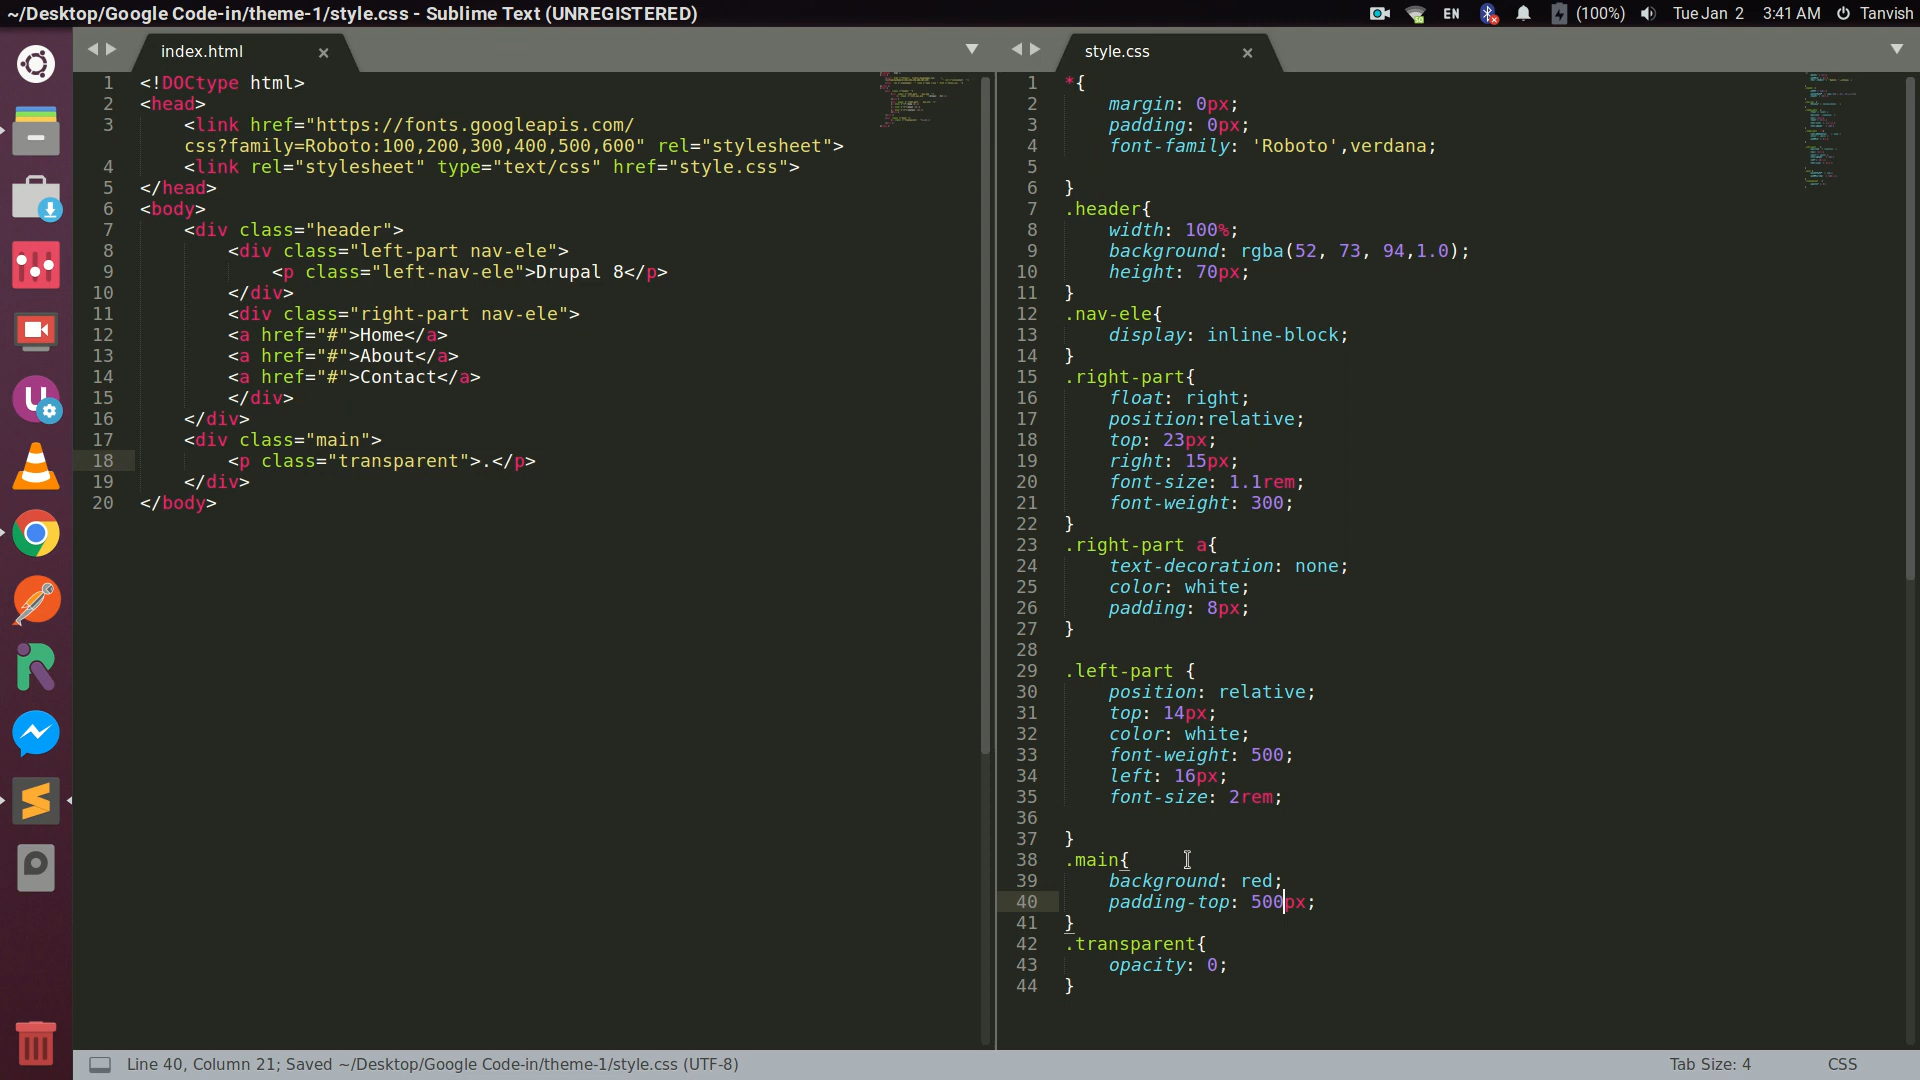 ~/Desktop/Google Code-in/theme-1/style.css - Sublime Text (UNREGISTERED)
EN
(100%)
Tue Jan 2
3:41 AM
Tanvish
index.html
1 <!DOCtype html>
2 <head>
3 <link href="https://fonts.googleapis.com/
css?family=Roboto:100,200,300,400,500,600" rel="stylesheet">
4 <link rel="stylesheet" type="text/css" href="style.css">
5 </head>
6 <body>
7 <div class="header">
8 <div class="left-part nav-ele">
9 <p class="left-nav-ele">Drupal 8</p>
10 </div>
11 <div class="right-part nav-ele">
12 <a href="#">Home</a>
13 <a href="#">About</a>
14 <a href="#">Contact</a>
15 </div>
16 </div>
17 <div class="main">
18 <p class="transparent">.</p>
19 </div>
20 </body>
style.css
1 *{
2 margin: 0px;
3 padding: 0px;
4 font-family: 'Roboto',verdana;
5
6 }
7 .header{
8 width: 100%;
9 background: rgba(52, 73, 94,1.0);
10 height: 70px;
11 }
12 .nav-ele{
13 display: inline-block;
14 }
15 .right-part{
16 float: right;
17 position:relative;
18 top: 23px;
19 right: 15px;
20 font-size: 1.1rem;
21 font-weight: 300;
22 }
23 .right-part a{
24 text-decoration: none;
25 color: white;
26 padding: 8px;
27 }
28
29 .left-part {
30 position: relative;
31 top: 14px;
32 color: white;
33 font-weight: 500;
34 left: 16px;
35 font-size: 2rem;
36
37 }
38 .main{
39 background: red;
40 padding-top: 500px;
41 }
42 .transparent{
43 opacity: 0;
44 }
Line 40, Column 21; Saved ~/Desktop/Google Code-in/theme-1/style.css (UTF-8)
Tab Size: 4
CSS